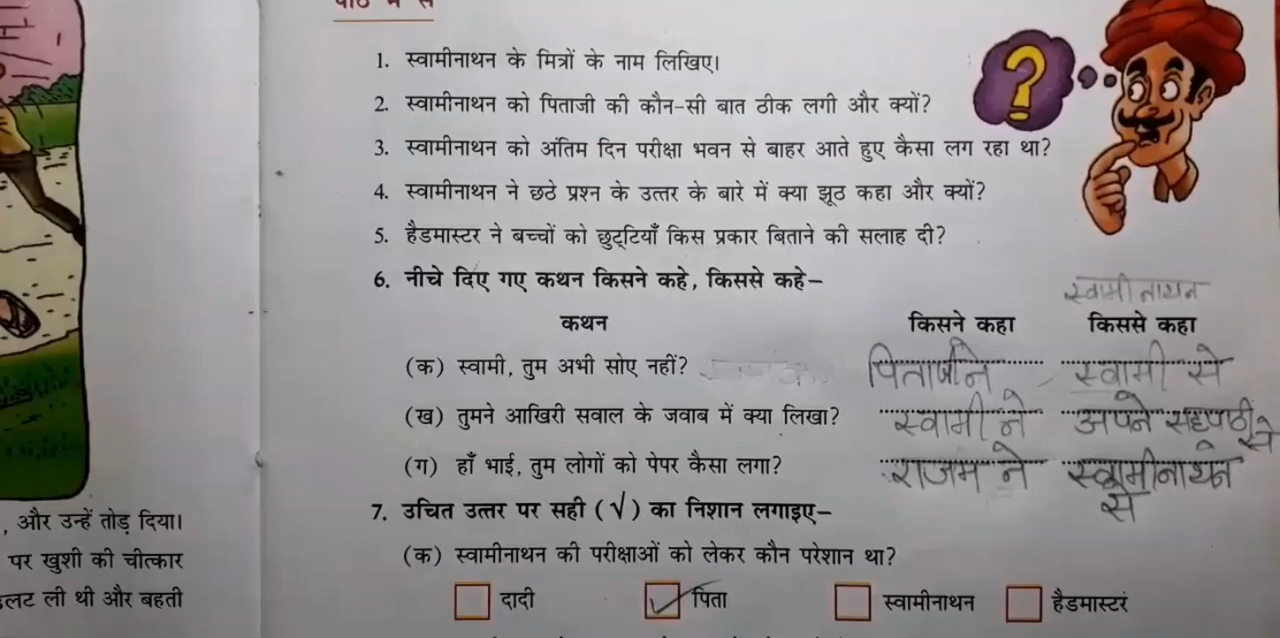 पाठ में से
1. स्वामीनाथन के मित्रों के नाम लिखिए।
2. स्वामीनाथन को पिताजी की कौन-सी बात ठीक लगी और क्यों?
3. स्वामीनाथन को अंतिम दिन परीक्षा भवन से बाहर आते हुए कैसा लग रहा था?
4. स्वामीनाथन ने छठे प्रश्न के उत्तर के बारे में क्या झूठ कहा और क्यों?
5. हैडमास्टर ने बच्चों को छुट्टियाँ किस प्रकार बिताने की सलाह दी?
6. नीचे दिए गए कथन किसने कहे, किससे कहे–
स्वामीनाथन
कथन किसने कहा किससे कहा
(क) स्वामी, तुम अभी सोए नहीं? पिताजी ने स्वामी से
(ख) तुमने आखिरी सवाल के जवाब में क्या लिखा? स्वामी ने अपने सहपाठी से
(ग) हाँ भाई, तुम लोगों को पेपर कैसा लगा? राजम ने स्वामीनाथन से
7. उचित उत्तर पर सही (√) का निशान लगाइए–
(क) स्वामीनाथन की परीक्षाओं को लेकर कौन परेशान था?
दादी पिता स्वामीनाथन हैडमास्टर
, और उन्हें तोड़ दिया।
पर खुशी की चीत्कार
लट ली थी और बहती